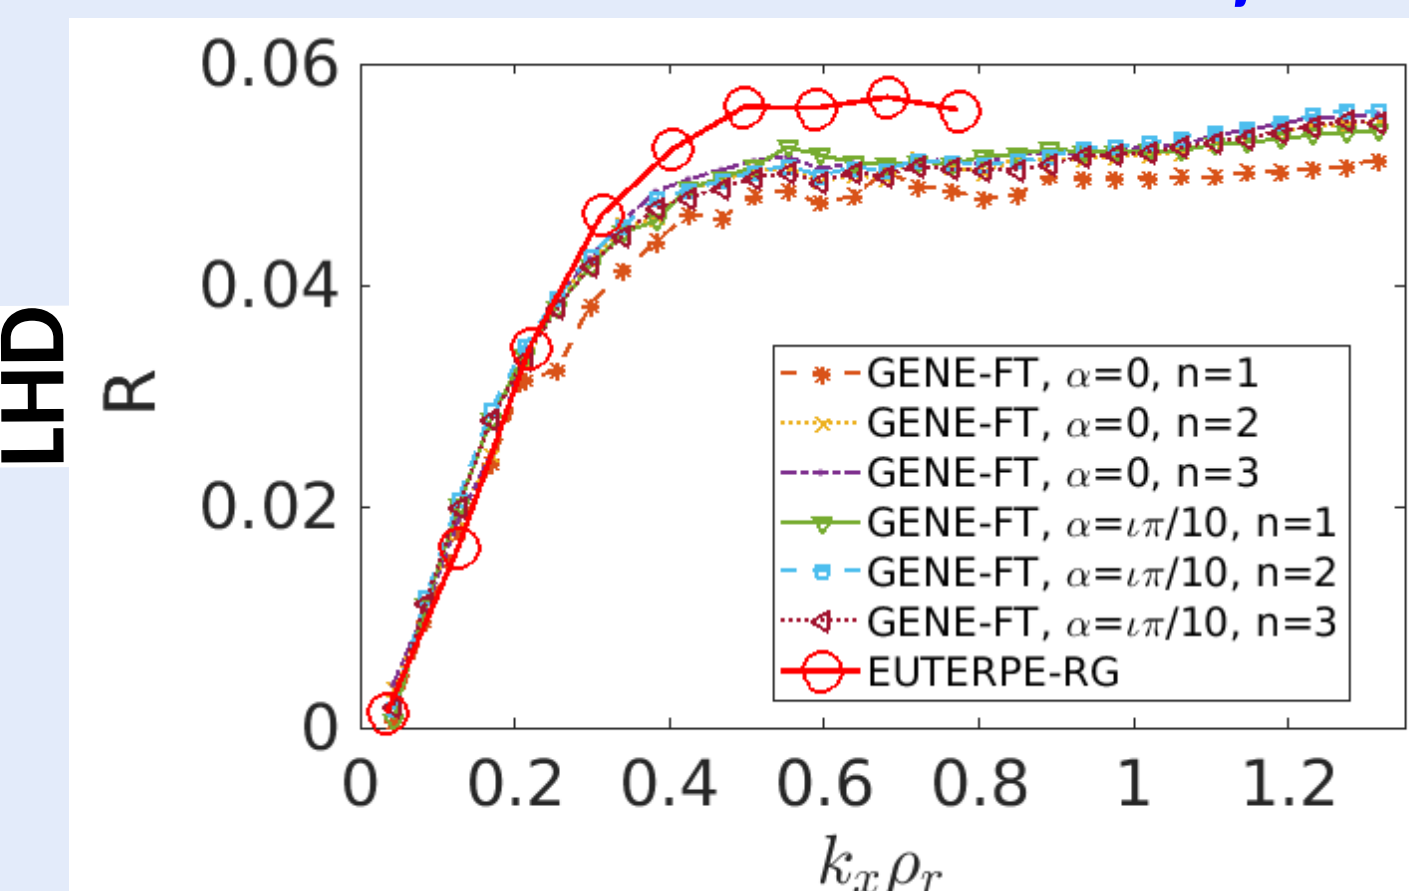 LHD
R
0.06
0.04
0.02
0
0 0.2 0.4 0.6 0.8 1 1.2
k_xρ_r
GENE-FT, α=0, n=1
GENE-FT, α=0, n=2
GENE-FT, α=0, n=3
GENE-FT, α=ιπ/10, n=1
GENE-FT, α=ιπ/10, n=2
GENE-FT, α=ιπ/10, n=3
EUTERPE-RG